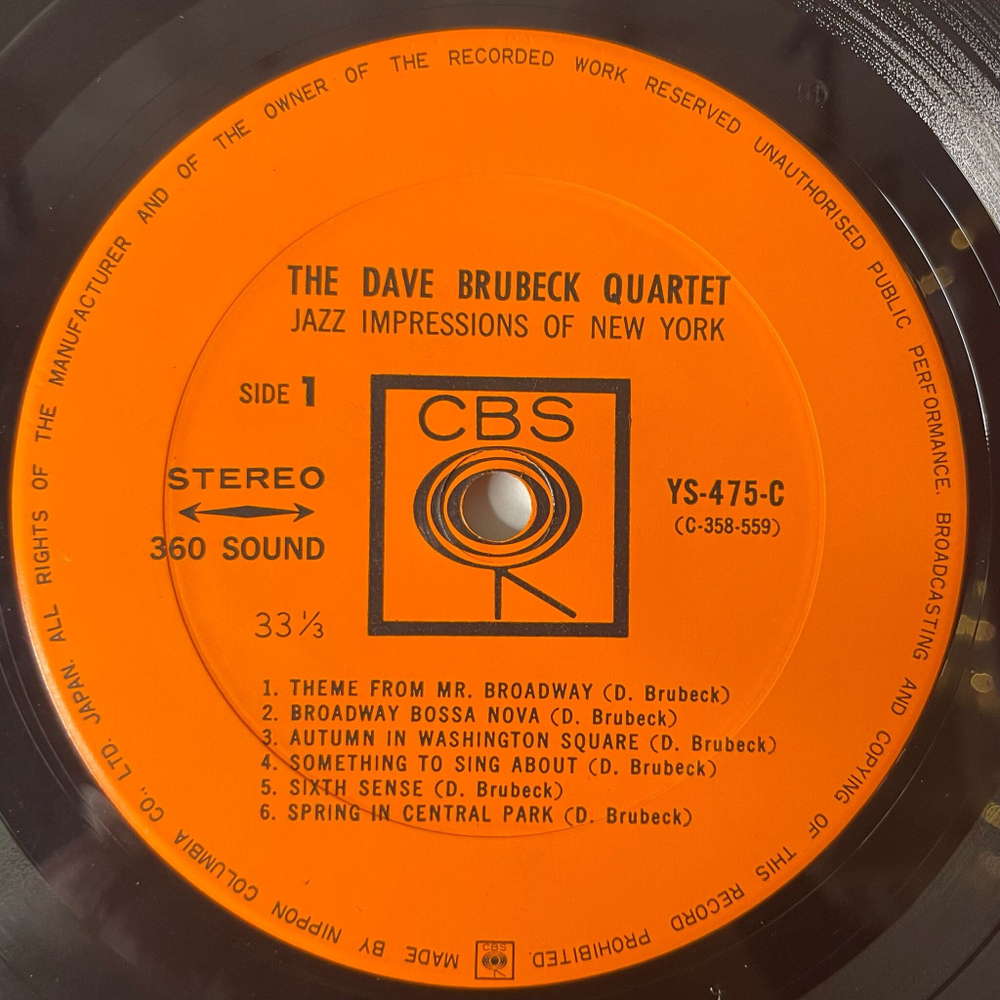 ALL RIGHTS OF THE MANUFACTURER AND OF THE OWNER OF THE RECORDED WORK RESERVED UNAUTHORISED PUBLIC PERFORMANCE. BROADCASTING AND COPYING OF THIS RECORD PROHIBITED.
THE DAVE BRUBECK QUARTET
JAZZ IMPRESSIONS OF NEW YORK
SIDE 1
CBS
STEREO
360 SOUND
YS-475-C
(C-358-559)
33 1/3
1. THEME FROM MR. BROADWAY (D. Brubeck)
2. BROADWAY BOSSA NOVA (D. Brubeck)
3. AUTUMN IN WASHINGTON SQUARE (D. Brubeck)
4. SOMETHING TO SING ABOUT (D. Brubeck)
5. SIXTH SENSE (D. Brubeck)
6. SPRING IN CENTRAL PARK (D. Brubeck)
CBS
MADE BY NIPPON COLUMBIA CO., LTD. JAPAN.